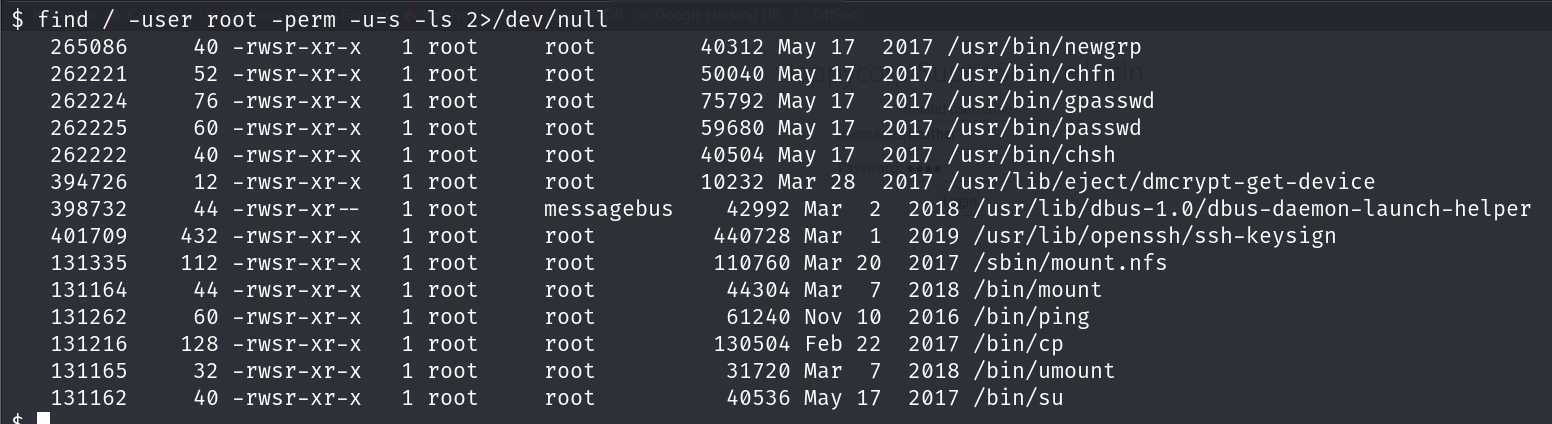 $ find / -user root -perm -u=s -ls 2>/dev/null
265086 40 -rwsr-xr-x 1 root root 40312 May 17 2017 /usr/bin/newgrp
262221 52 -rwsr-xr-x 1 root root 50040 May 17 2017 /usr/bin/chfn
262224 76 -rwsr-xr-x 1 root root 75792 May 17 2017 /usr/bin/gpasswd
262225 60 -rwsr-xr-x 1 root root 59680 May 17 2017 /usr/bin/passwd
262222 40 -rwsr-xr-x 1 root root 40504 May 17 2017 /usr/bin/chsh
394726 12 -rwsr-xr-x 1 root root 10232 Mar 28 2017 /usr/lib/eject/dmcrypt-get-device
398732 44 -rwsr-xr-- 1 root messagebus 42992 Mar 2 2018 /usr/lib/dbus-1.0/dbus-daemon-launch-helper
401709 432 -rwsr-xr-x 1 root root 440728 Mar 1 2019 /usr/lib/openssh/ssh-keysign
131335 112 -rwsr-xr-x 1 root root 110760 Mar 20 2017 /sbin/mount.nfs
131164 44 -rwsr-xr-x 1 root root 44304 Mar 7 2018 /bin/mount
131262 60 -rwsr-xr-x 1 root root 61240 Nov 10 2016 /bin/ping
131216 128 -rwsr-xr-x 1 root root 130504 Feb 22 2017 /bin/cp
131165 32 -rwsr-xr-x 1 root root 31720 Mar 7 2018 /bin/umount
131162 40 -rwsr-xr-x 1 root root 40536 May 17 2017 /bin/su
$
Google Hacking DB
OffSec